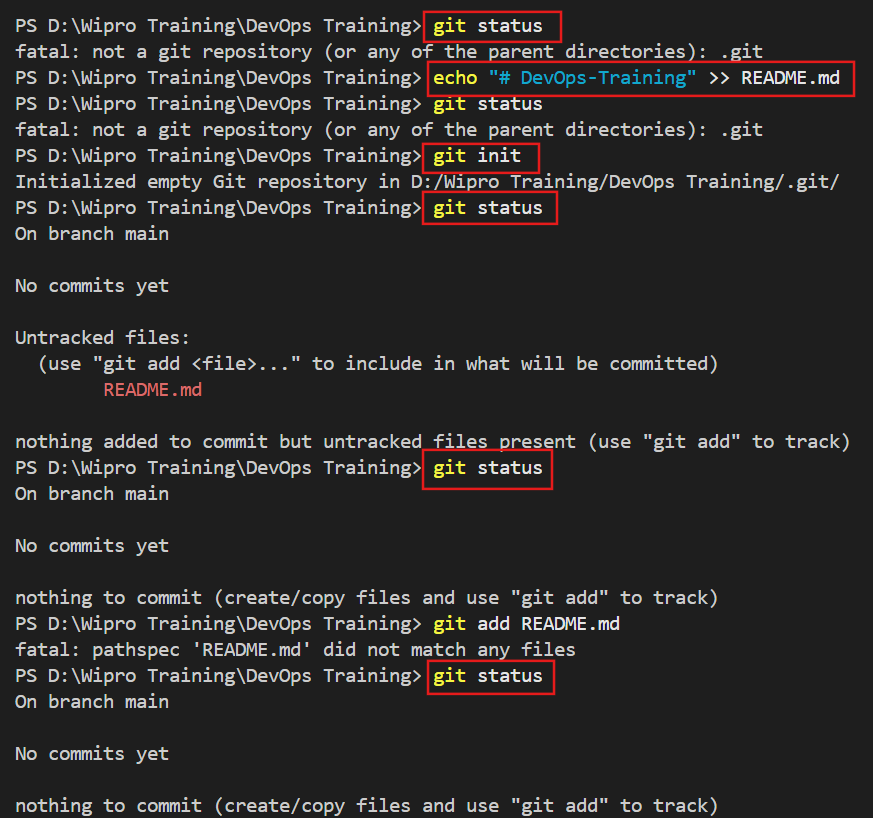 PS D:\Wipro Training\DevOps Training> git status
fatal: not a git repository (or any of the parent directories): .git
PS D:\Wipro Training\DevOps Training> echo "# DevOps-Training" >> README.md
PS D:\Wipro Training\DevOps Training> git status
fatal: not a git repository (or any of the parent directories): .git
PS D:\Wipro Training\DevOps Training> git init
Initialized empty Git repository in D:/Wipro Training/DevOps Training/.git/
PS D:\Wipro Training\DevOps Training> git status
On branch main

No commits yet

Untracked files:
  (use "git add <file>..." to include in what will be committed)
        README.md

nothing added to commit but untracked files present (use "git add" to track)
PS D:\Wipro Training\DevOps Training> git status
On branch main

No commits yet

nothing to commit (create/copy files and use "git add" to track)
PS D:\Wipro Training\DevOps Training> git add README.md
fatal: pathspec 'README.md' did not match any files
PS D:\Wipro Training\DevOps Training> git status
On branch main

No commits yet

nothing to commit (create/copy files and use "git add" to track)